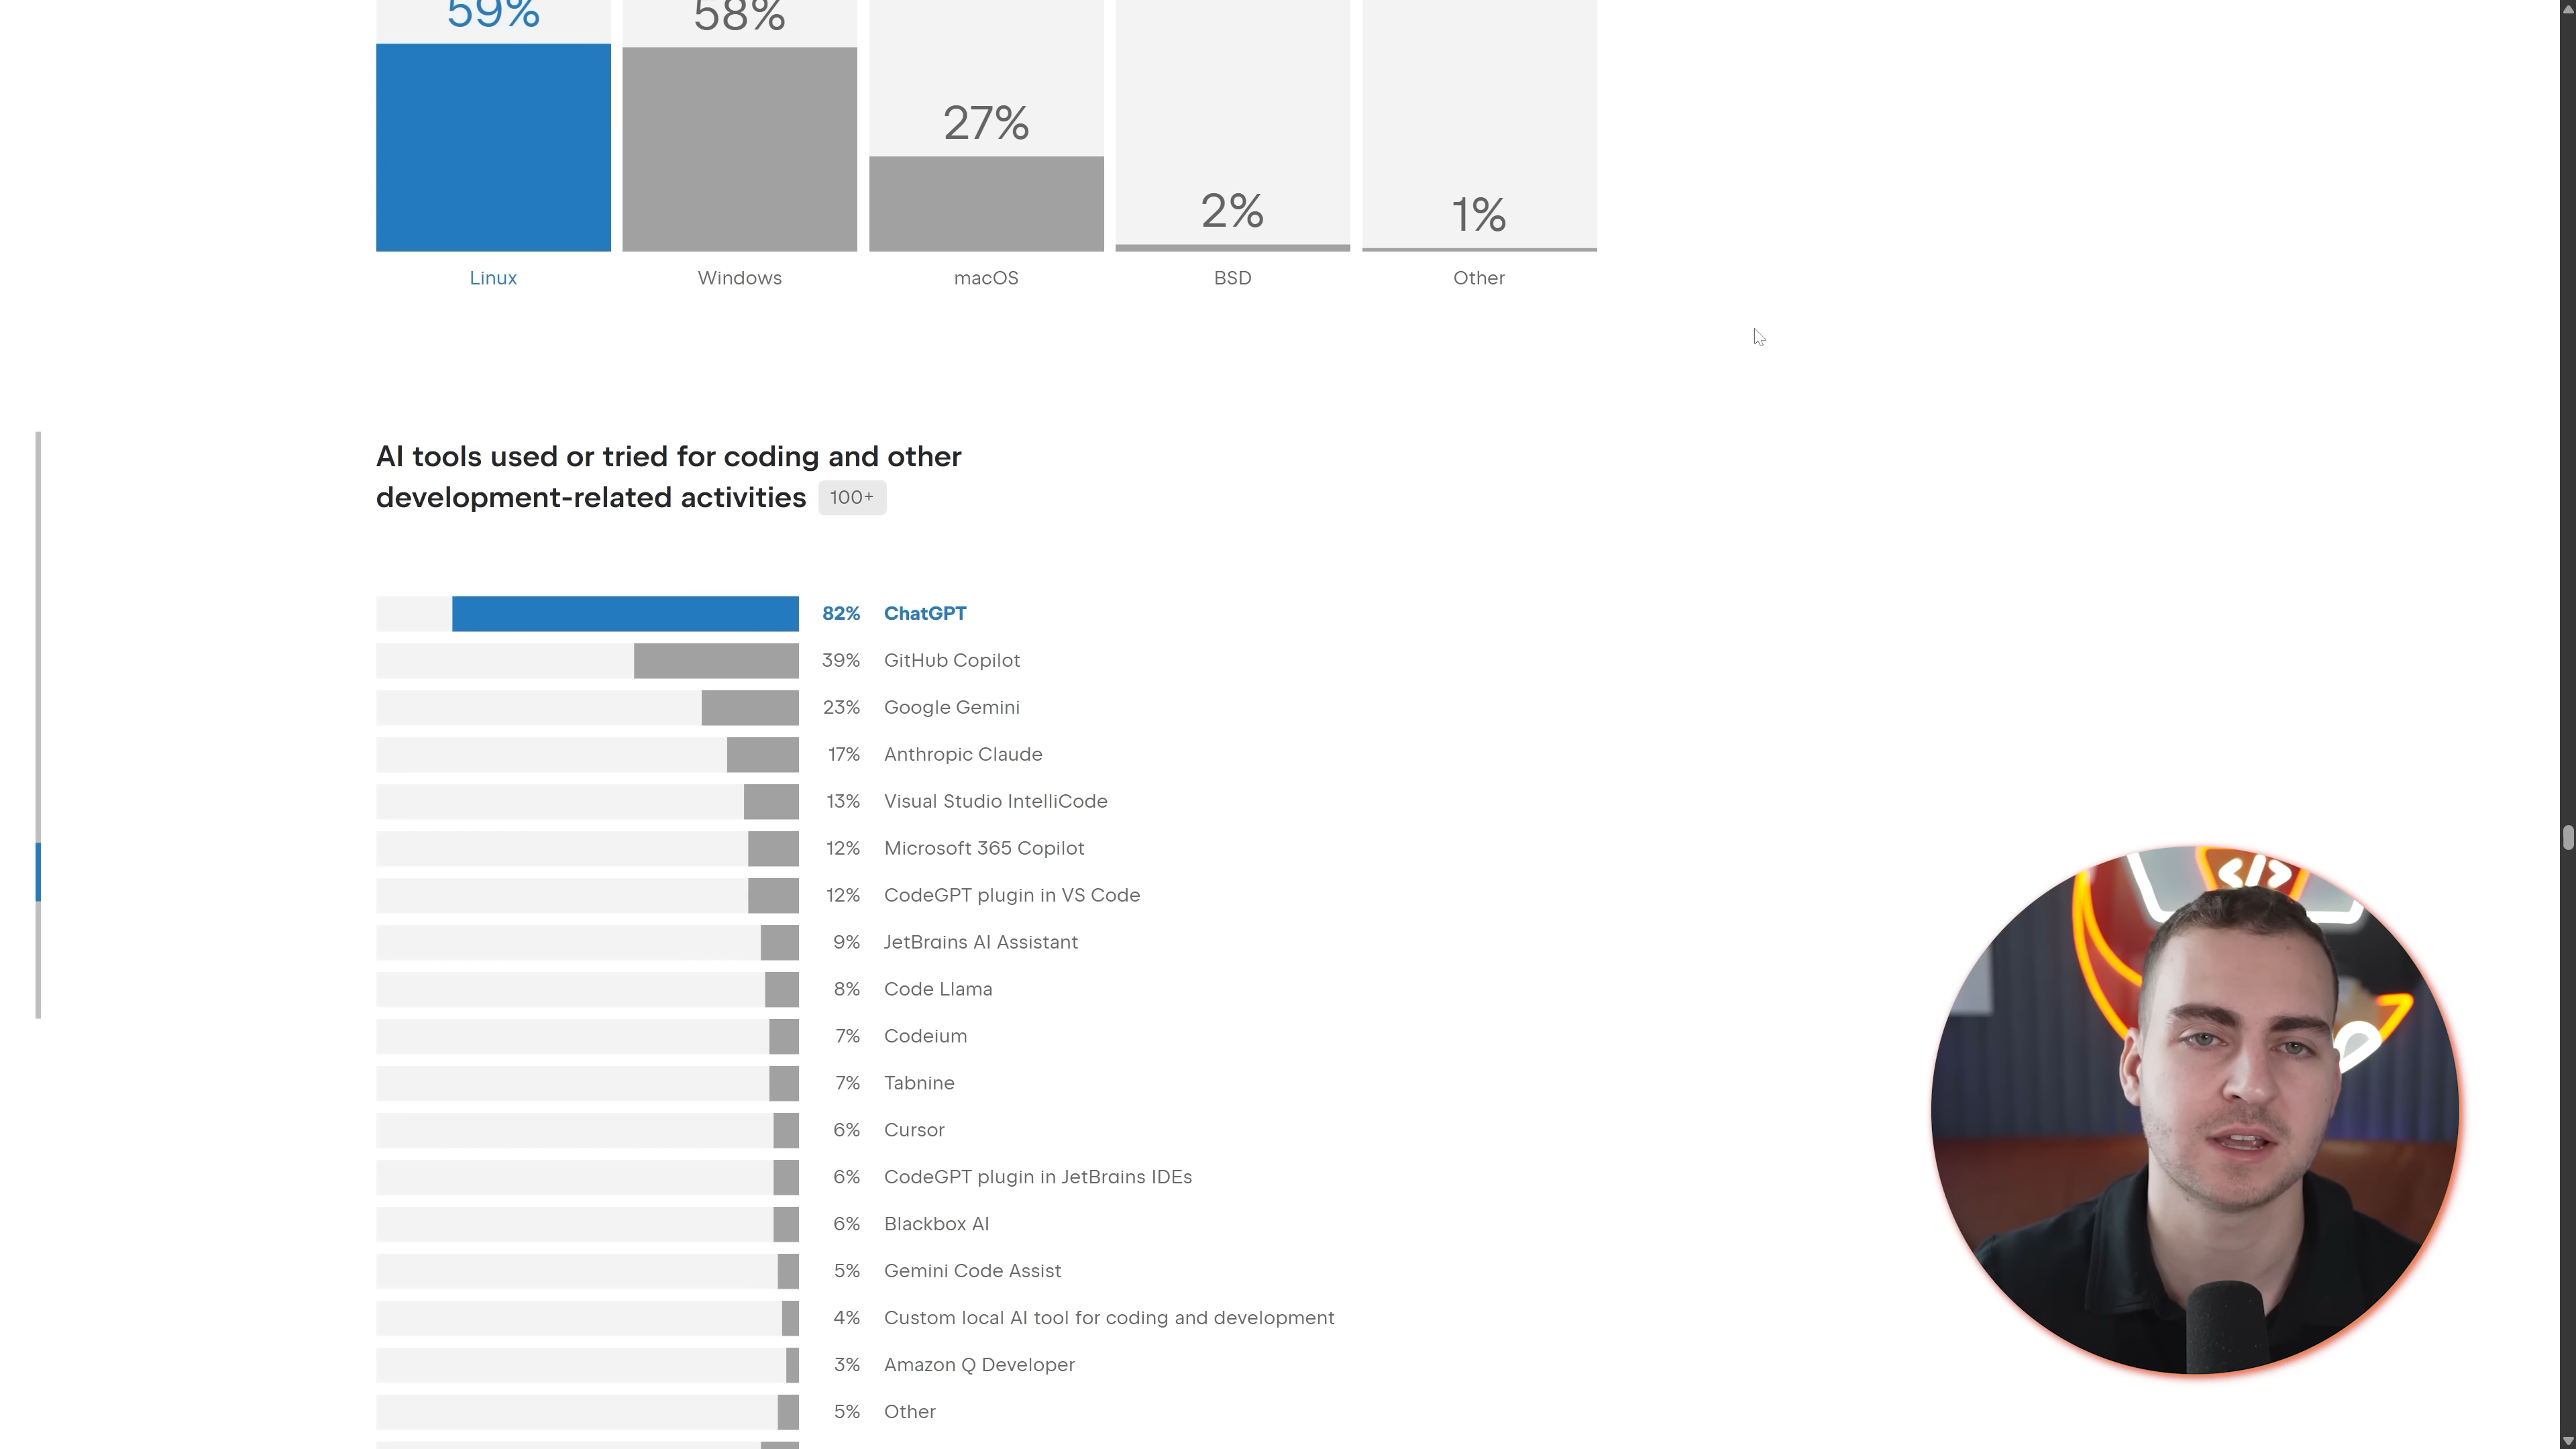 59%
58%
27%
2%
1%
Linux
Windows
macOS
BSD
Other
AI tools used or tried for coding and other
development-related activities 100+
82% ChatGPT
39% GitHub Copilot
23% Google Gemini
17% Anthropic Claude
13% Visual Studio IntelliCode
12% Microsoft 365 Copilot
12% CodeGPT plugin in VS Code
9% JetBrains AI Assistant
8% Code Llama
7% Codeium
7% Tabnine
6% Cursor
6% CodeGPT plugin in JetBrains IDEs
6% Blackbox AI
5% Gemini Code Assist
4% Custom local AI tool for coding and development
3% Amazon Q Developer
5% Other
</>